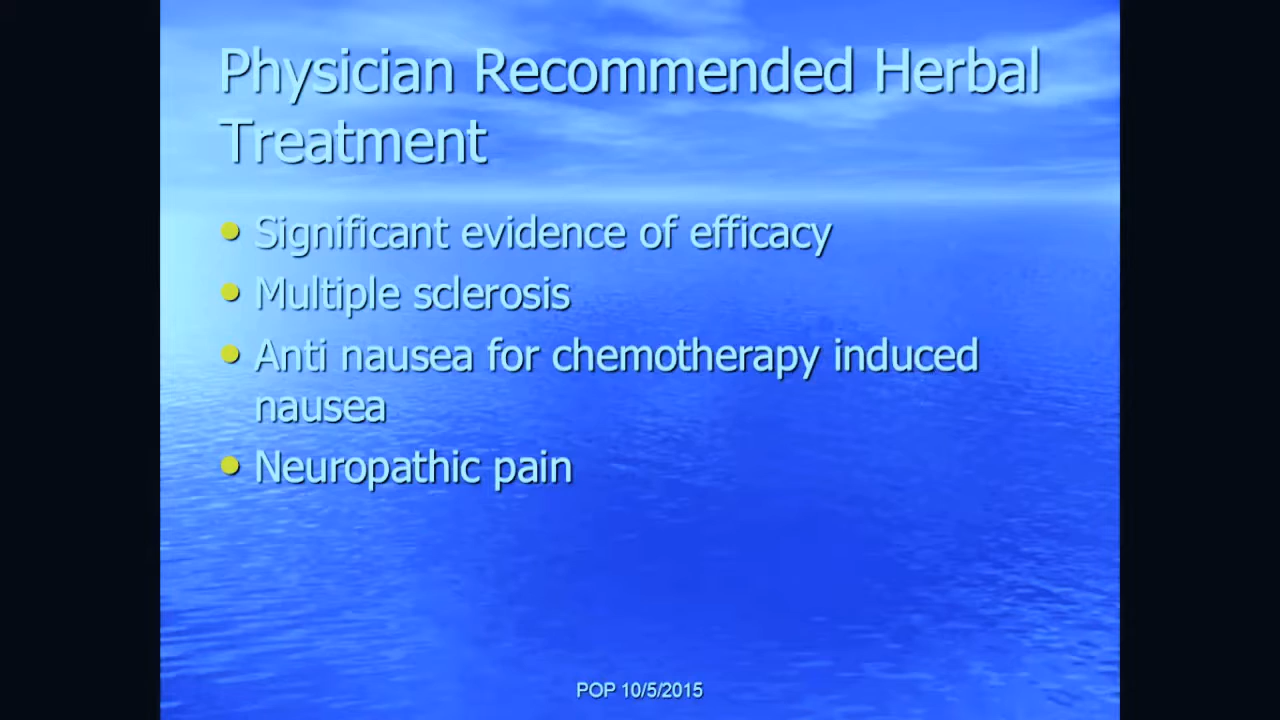 Physician Recommended Herbal
Treatment
Significant evidence of efficacy
Multiple sclerosis
Anti nausea for chemotherapy induced
nausea
Neuropathic pain
POP 10/5/2015